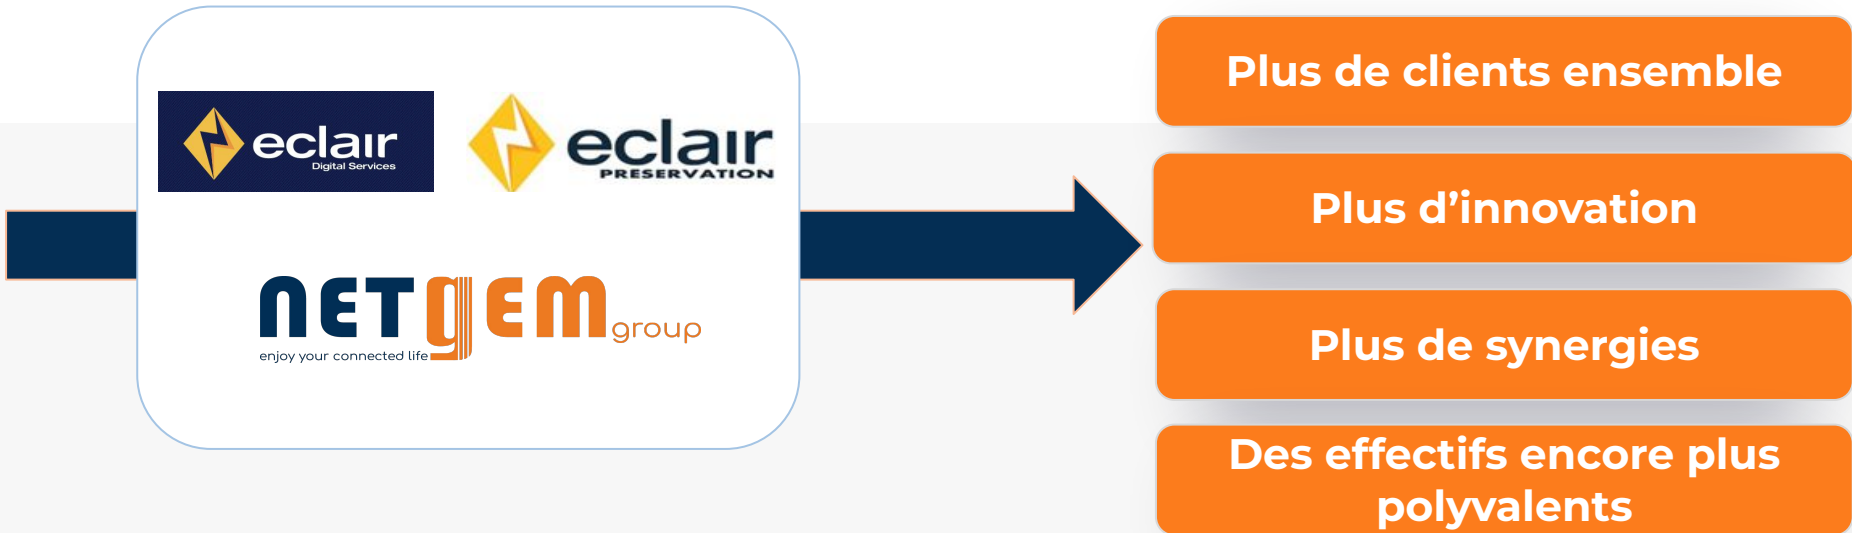 eclair
Digital Services
eclair
PRESERVATION
NETgEM group
enjoy your connected life
Plus de clients ensemble
Plus d’innovation
Plus de synergies
Des effectifs encore plus
polyvalents